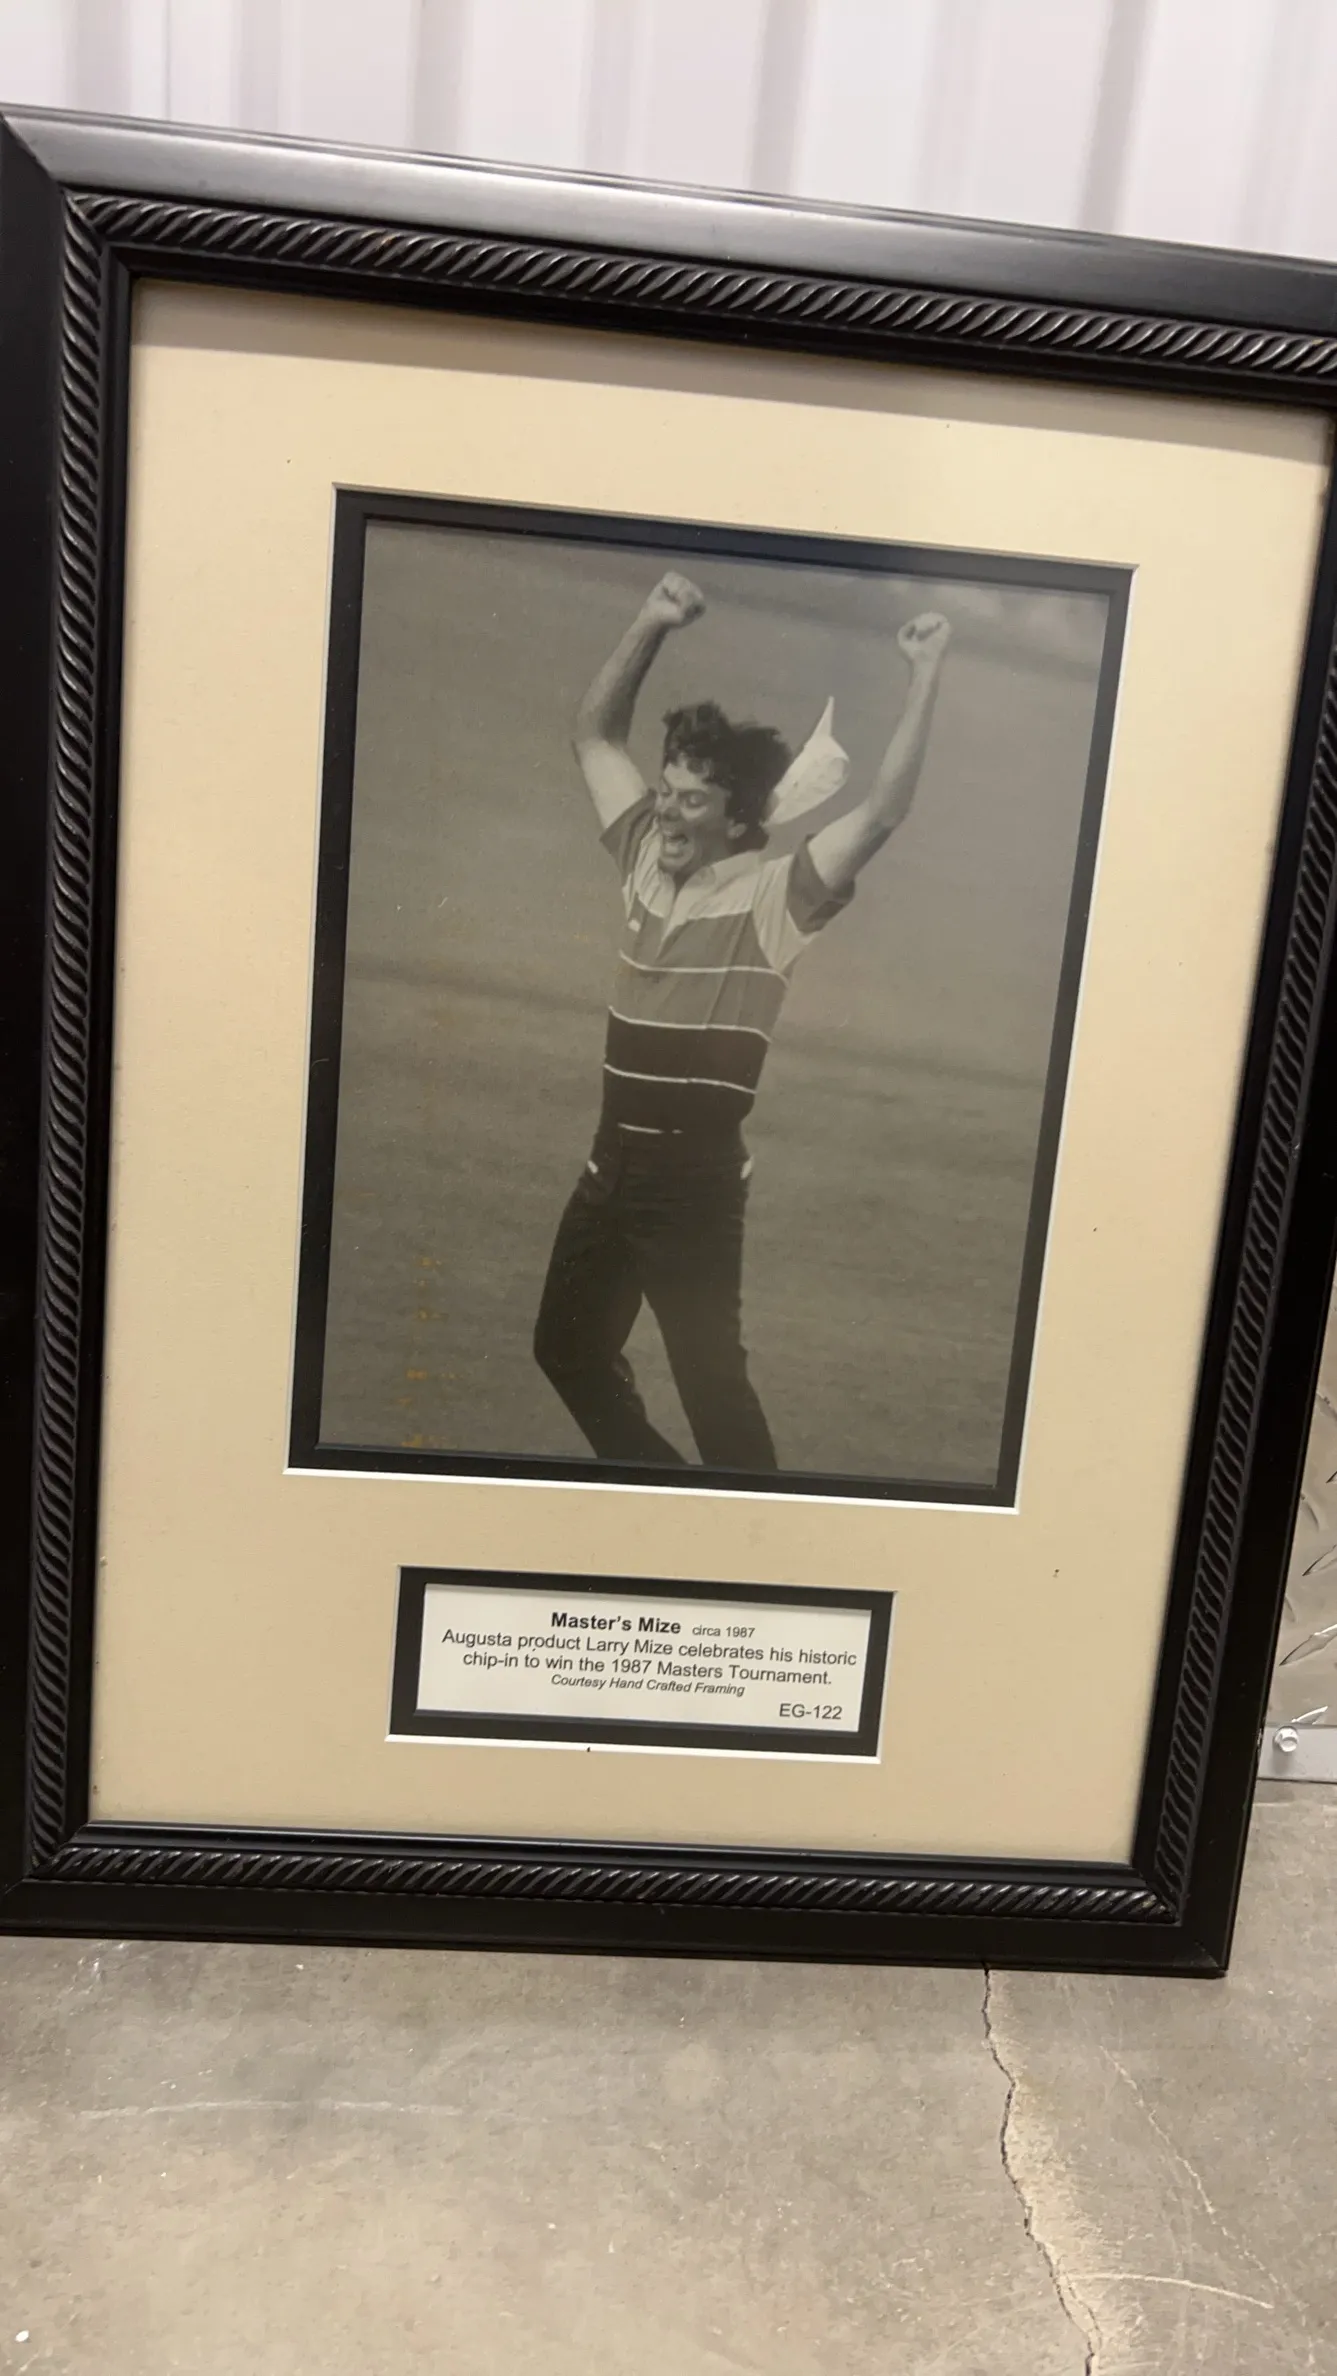 Master's Mize circa 1987
Augusta product Larry Mize celebrates his historic
chip-in to win the 1987 Masters Tournament.
Courtesy Hand Crafted Framing
EG-122